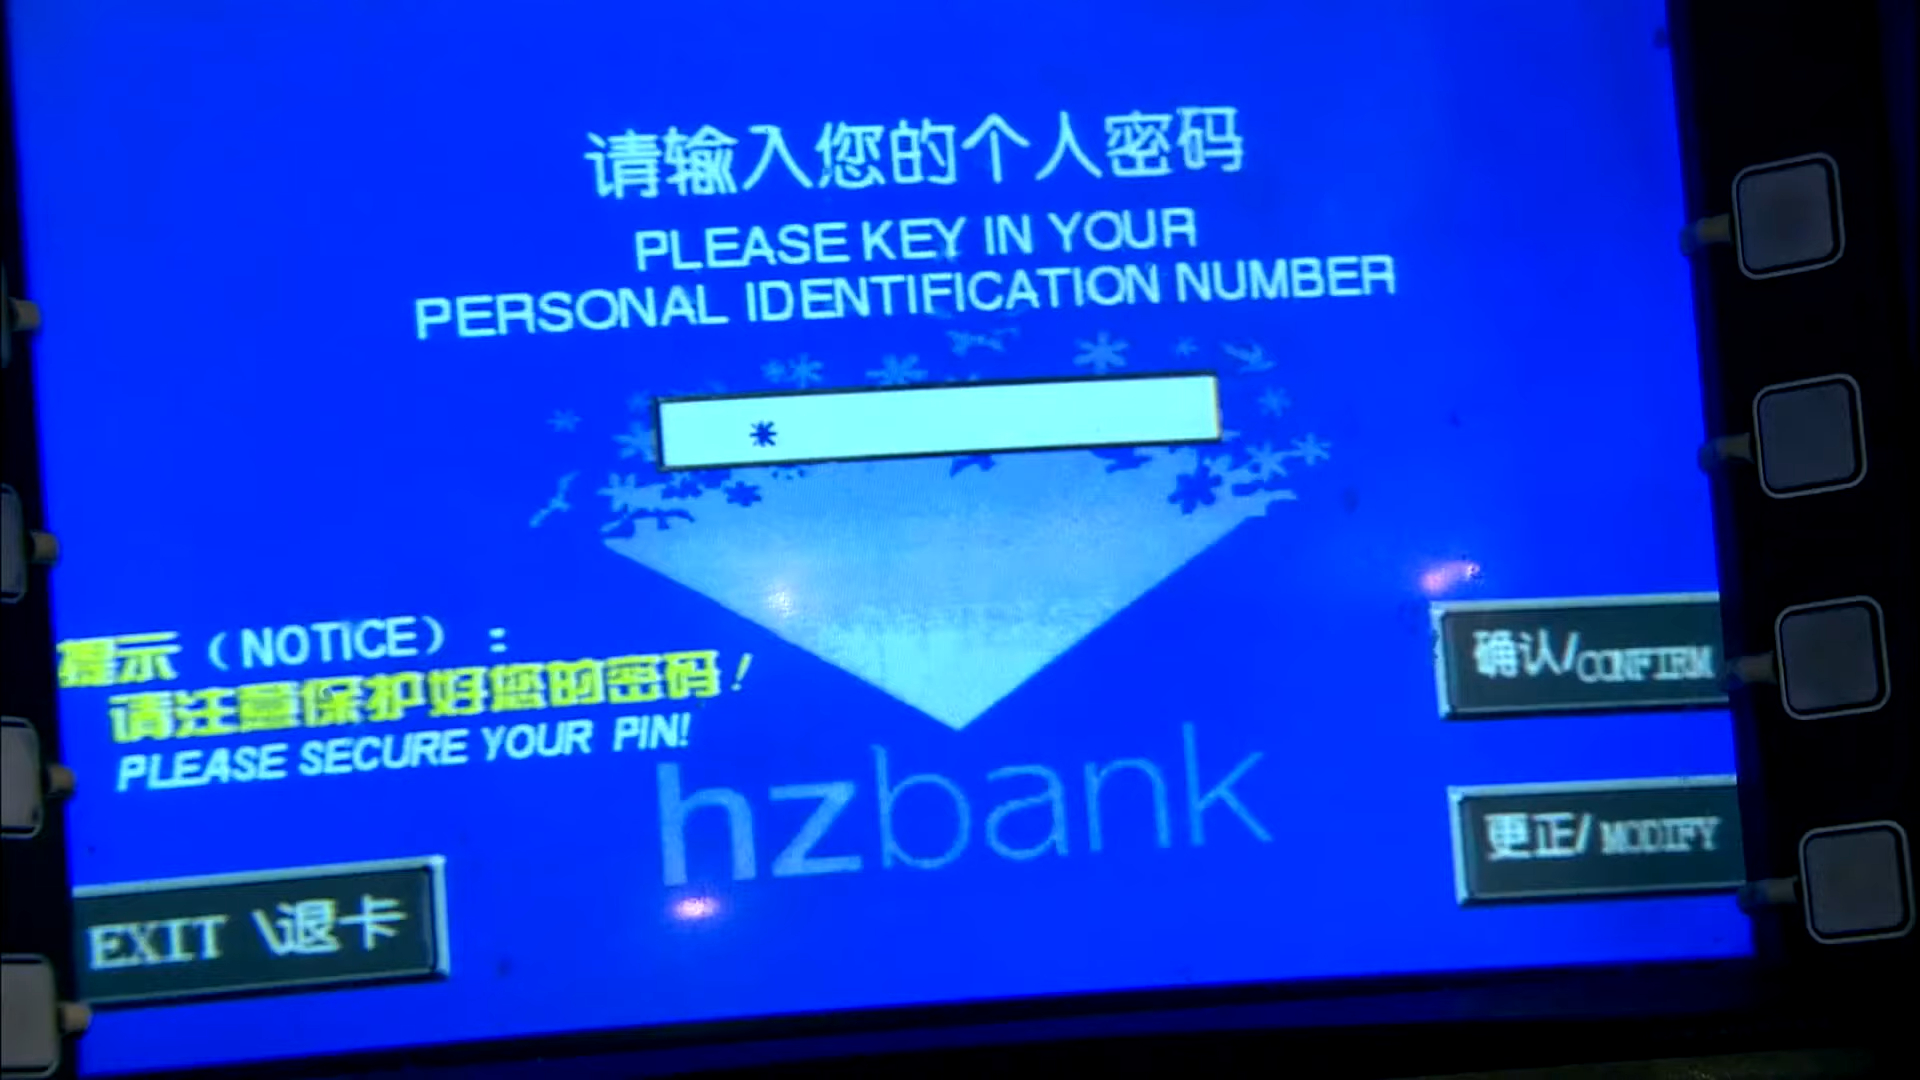 请输入您的个人密码
PLEASE KEY IN YOUR
PERSONAL IDENTIFICATION NUMBER
*
提示（NOTICE）：
请注意保护好您的密码！
PLEASE SECURE YOUR PIN!
hzbank
确认/CONFIRM
更正/MODIFY
EXIT \退卡